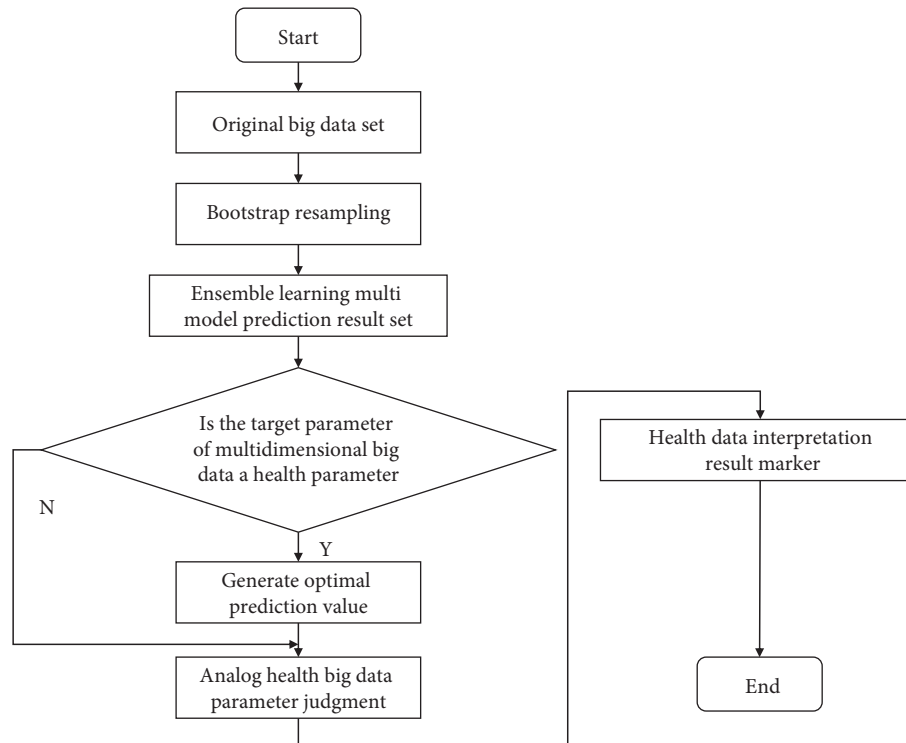 Start
Original big data set
Bootstrap resampling
Ensemble learning multi
model prediction result set
Is the target parameter
of multidimensional big
data a health parameter
N
Y
Generate optimal
prediction value
Analog health big data
parameter judgment
Health data interpretation
result marker
End